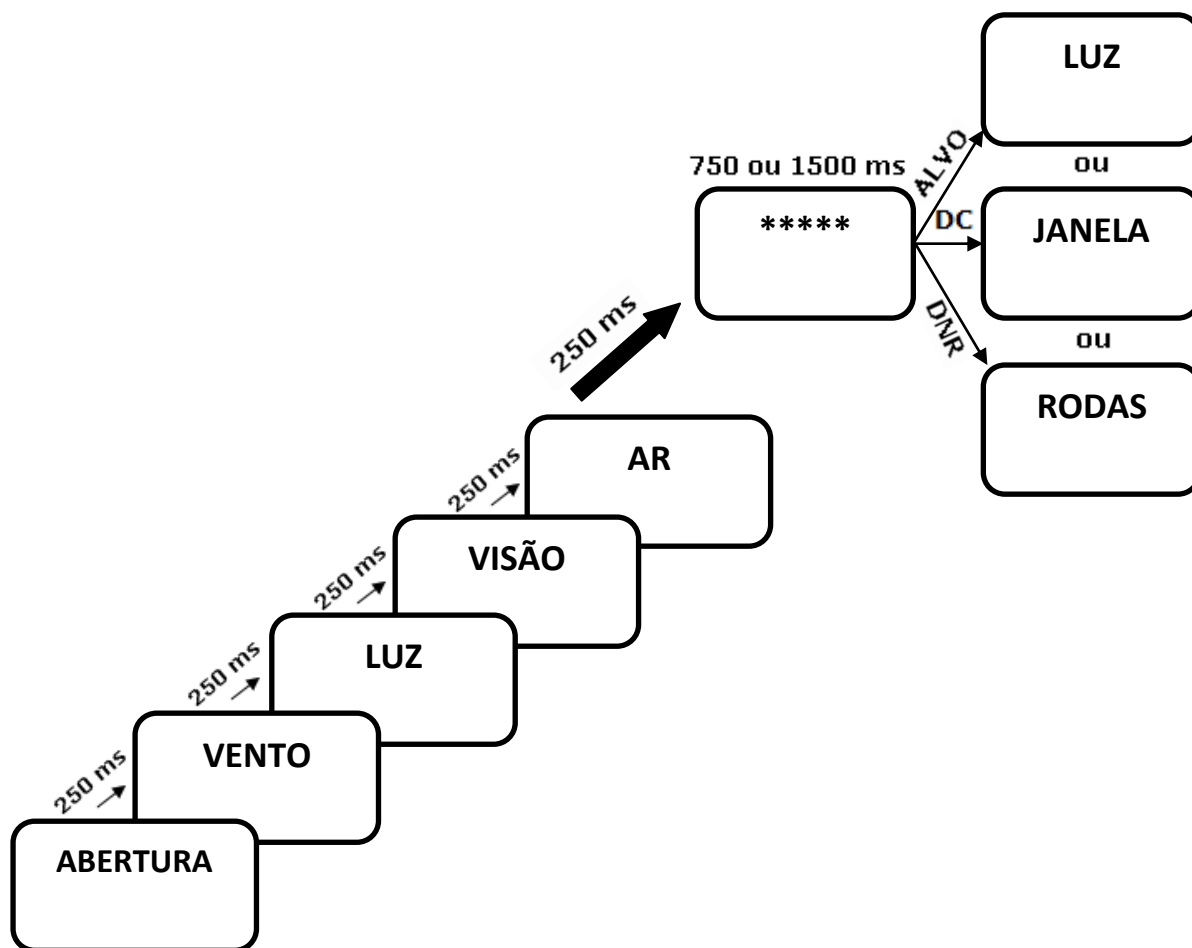 ABERTURA
250 ms
VENTO
250 ms
LUZ
250 ms
VISÃO
250 ms
AR
250 ms
750 ou 1500 ms
*****
ALVO
LUZ
ou
DC
JANELA
ou
DNR
RODAS